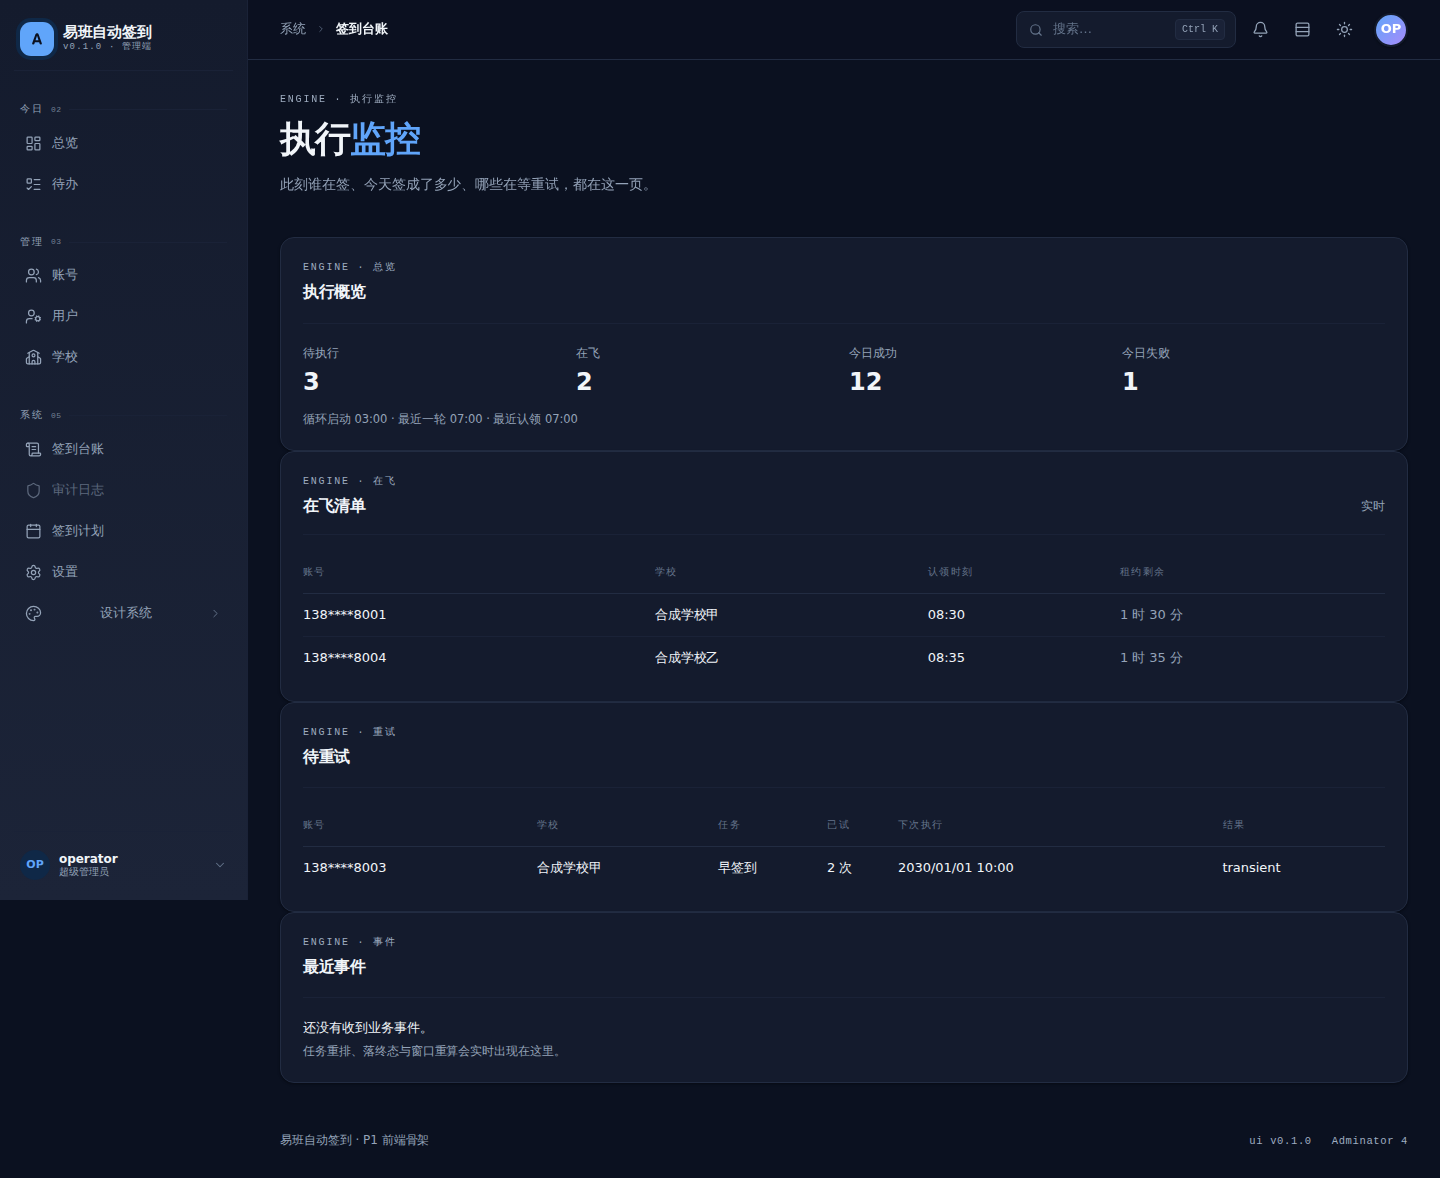 A
易班自动签到
v0.1.0 · 管理端
今日 02
总览
待办
管理 03
账号
用户
学校
系统 05
签到台账
审计日志
签到计划
设置
设计系统
OP
operator
超级管理员
系统 › 签到台账
搜索… Ctrl K
OP
ENGINE · 执行监控
执行监控
此刻谁在签、今天签成了多少、哪些在等重试，都在这一页。
ENGINE · 总览
执行概览
待执行 在飞 今日成功 今日失败
3 2 12 1
循环启动 03:00 · 最近一轮 07:00 · 最近认领 07:00
ENGINE · 在飞
在飞清单 实时
账号 学校 认领时刻 租约剩余
138****8001 合成学校甲 08:30 1 时 30 分
138****8004 合成学校乙 08:35 1 时 35 分
ENGINE · 重试
待重试
账号 学校 任务 已试 下次执行 结果
138****8003 合成学校甲 早签到 2 次 2030/01/01 10:00 transient
ENGINE · 事件
最近事件
还没有收到业务事件。
任务重排、落终态与窗口重算会实时出现在这里。
易班自动签到 · P1 前端骨架 ui v0.1.0 Adminator 4